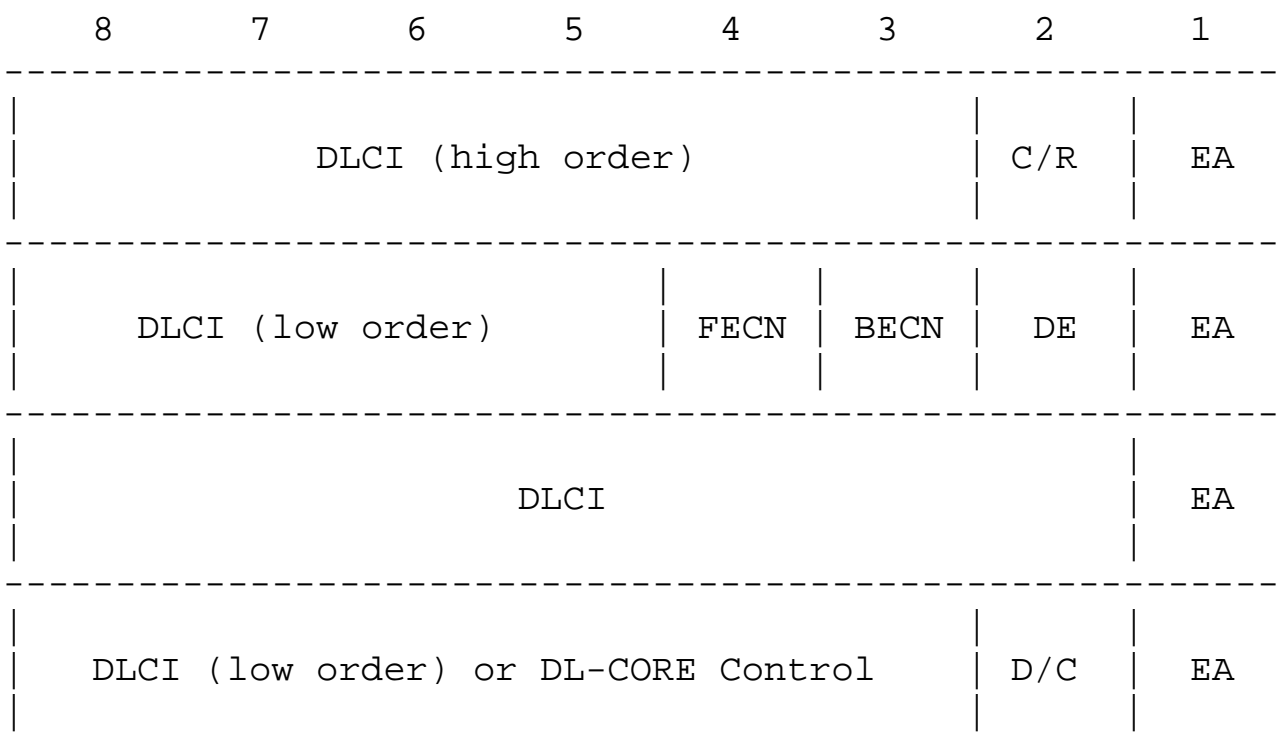 8 7 6 5 4 3 2 1
DLCI (high order) C/R EA
DLCI (low order) FECN BECN DE EA
DLCI EA
DLCI (low order) or DL-CORE Control D/C EA